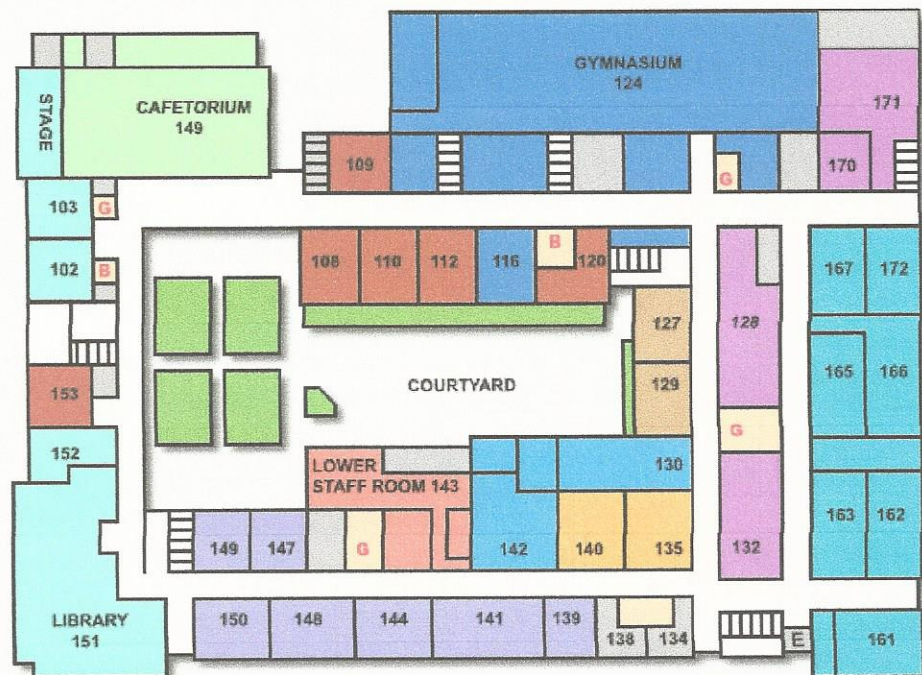 GYMNASIUM
124
STAGE
CAFETORIUM
149
171
109
170
G
103
G
102
B
108
110
112
116
B
120
167
172
127
128
153
COURTYARD
129
165
166
G
152
LOWER
STAFF ROOM 143
130
149
147
G
142
140
135
132
163
162
LIBRARY
151
150
148
144
141
139
138
134
E
161